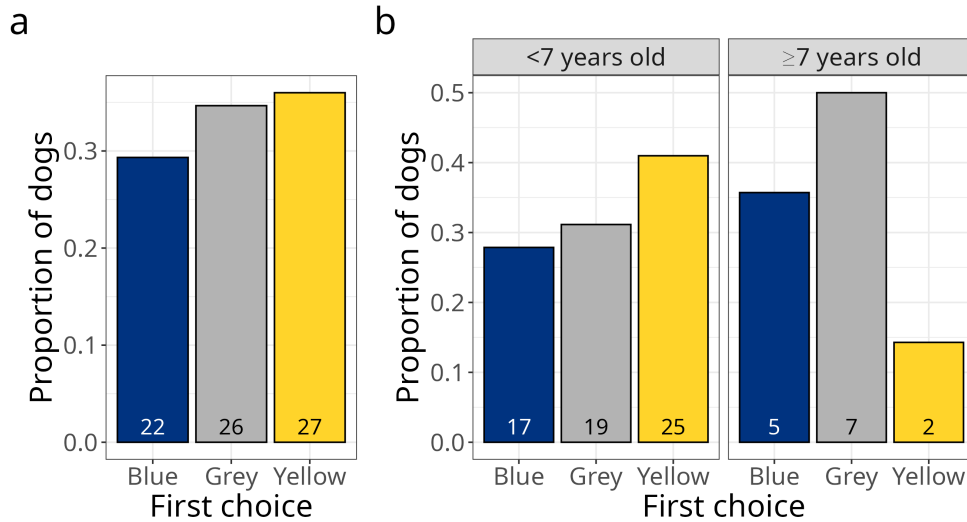 a
Proportion of dogs
0.3
0.2
0.1
0.0
22
26
27
Blue
Grey
Yellow
First choice
b
<7 years old
≥7 years old
Proportion of dogs
0.5
0.4
0.3
0.2
0.1
0.0
17
19
25
5
7
2
Blue
Grey
Yellow
Blue
Grey
Yellow
First choice